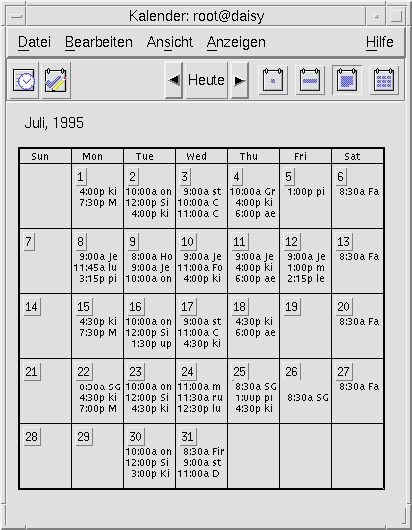 Kalender: root@daisy
Datei Bearbeiten Ansicht Anzeigen Hilfe
Heute
Juli, 1995
Sun Mon Tue Wed Thu Fri Sat
1 2 3 4 5 6
4:00p ki 10:00a on 9:00a st 10:00a Gr 1:00p pi 8:30a Fa
7:30p M 12:00p Si 10:00a C 4:00p ki
4:00p ki 11:00a C 6:00p ae
7 8 9 10 11 12 13
9:00a Je 8:00a Ho 9:00a Je 9:00a Je 9:00a Je 8:30a Fa
11:45a lu 9:00a Je 11:00a Fo 4:00p ki 1:00p m
3:15p pi 10:00a on 4:00p ki 6:00p ae 2:15p le
14 15 16 17 18 19 20
4:30p ki 10:00a on 9:00a st 4:30p ki 8:30a Fa
7:30p M 12:00p Si 11:00a C 6:00p ae
1:30p up 4:30p ki
21 22 23 24 25 26 27
SG 10:00a on 11:00a m 8:30a SG 8:30a SG 8:30a Fa
4:30p ki 12:00p Si 11:30a ru 1:00p pi
7:00p M 4:30p ki 12:30p lu 4:30p ki
28 29 30 31
10:00a on 8:30a Fir
12:00p Si 9:00a st
3:00p Ki 11:00a D